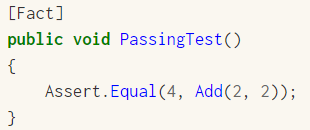 [Fact]
public void PassingTest()
{
    Assert.Equal(4, Add(2, 2));
}